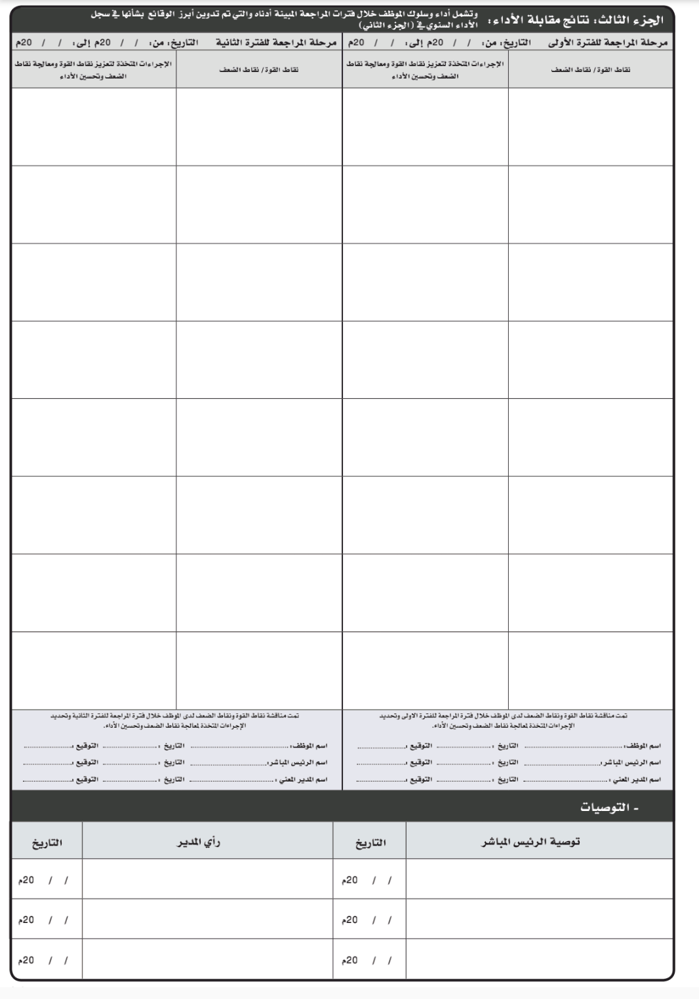 الجزء الثالث: نتائج مقابلة الأداء:
وتشمل أداء وسلوك الموظف خلال فترات المراجعة المبينة أدناه والتي تم تدوين أبرز الوقائع بشأنها في سجل
الأداء السنوي في (الجزء الثاني)
مرحلة المراجعة للفترة الأولى التاريخ: من: / / 20م إلى: / / 20م
مرحلة المراجعة للفترة الثانية التاريخ: من: / / 20م إلى: / / 20م
نقاط القوة / نقاط الضعف
الإجراءات المتخذة لتعزيز نقاط القوة ومعالجة نقاط
الضعف وتحسين الأداء
نقاط القوة / نقاط الضعف
الإجراءات المتخذة لتعزيز نقاط القوة ومعالجة نقاط
الضعف وتحسين الأداء
تمت مناقشة نقاط القوة ونقاط الضعف لدى الموظف خلال فترة المراجعة للفترة الاولى وتحديد
الإجراءات المتخذة لمعالجة نقاط الضعف وتحسين الأداء.
اسم الموظف: .......... التاريخ : .......... التوقيع : ..........
اسم الرئيس المباشر: .......... التاريخ : .......... التوقيع : ..........
اسم المدير المعني : .......... التاريخ : .......... التوقيع : ..........
تمت مناقشة نقاط القوة ونقاط الضعف لدى الموظف خلال فترة المراجعة للفترة الثانية وتحديد
الإجراءات المتخذة لمعالجة نقاط الضعف وتحسين الأداء.
اسم الموظف: .......... التاريخ : .......... التوقيع : ..........
اسم الرئيس المباشر: .......... التاريخ : .......... التوقيع : ..........
اسم المدير المعني : .......... التاريخ : .......... التوقيع : ..........
- التوصيات
توصية الرئيس المباشر التاريخ رأي المدير التاريخ
/ / 20م / / 20م
/ / 20م / / 20م
/ / 20م / / 20م